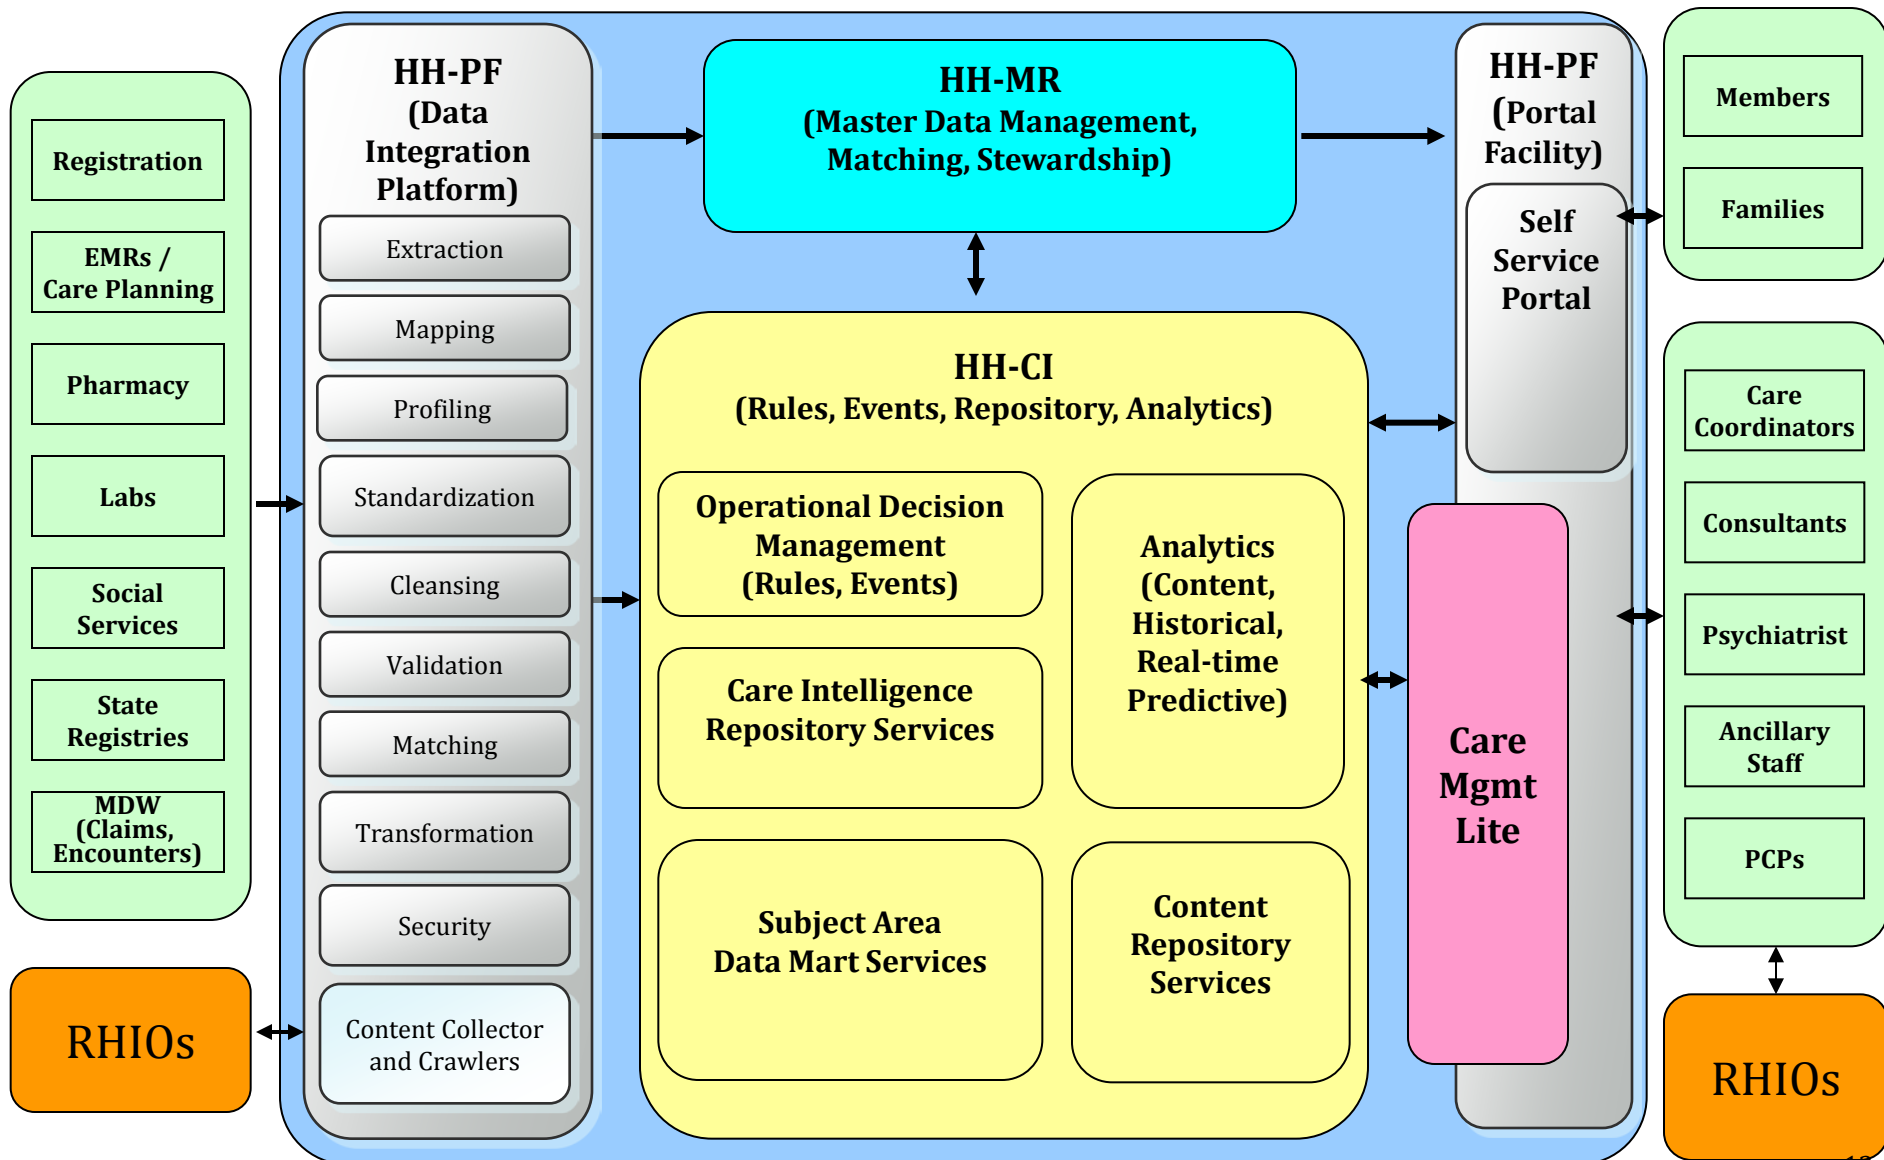 Registration
EMRs /
Care Planning
Pharmacy
Labs
Social
Services
State
Registries
MDW
(Claims,
Encounters)
RHIOs
HH-PF
(Data
Integration
Platform)
Extraction
Mapping
Profiling
Standardization
Cleansing
Validation
Matching
Transformation
Security
Content Collector
and Crawlers
HH-MR
(Master Data Management,
Matching, Stewardship)
HH-CI
(Rules, Events, Repository, Analytics)
Operational Decision
Management
(Rules, Events)
Analytics
(Content,
Historical,
Real-time
Predictive)
Care Intelligence
Repository Services
Subject Area
Data Mart Services
Content
Repository
Services
HH-PF
(Portal
Facility)
Self
Service
Portal
Care
Mgmt
Lite
Members
Families
Care
Coordinators
Consultants
Psychiatrist
Ancillary
Staff
PCPs
RHIOs